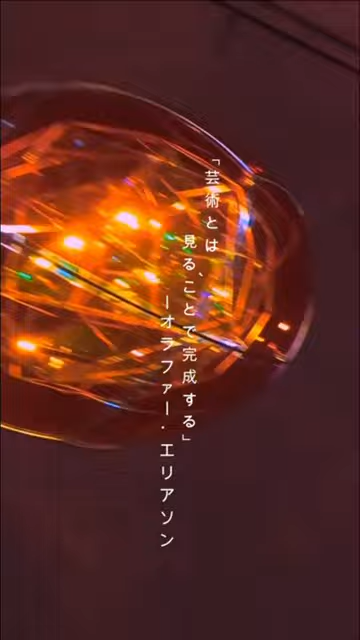 「芸術とは、
見ることで完成する」
ーオラファー・エリアソン